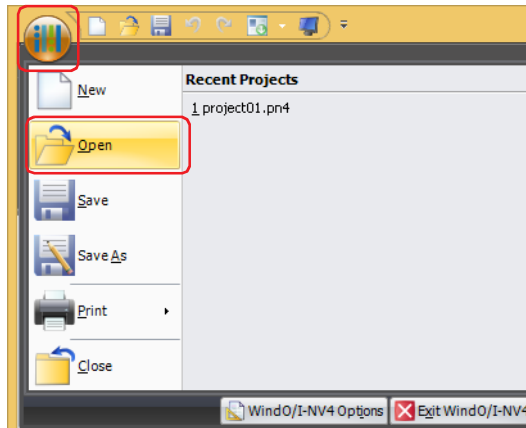 New
Recent Projects
1 project01.pn4
Open
Save
Save As
Print
Close
WindO/I-NV4 Options
Exit WindO/I-NV4